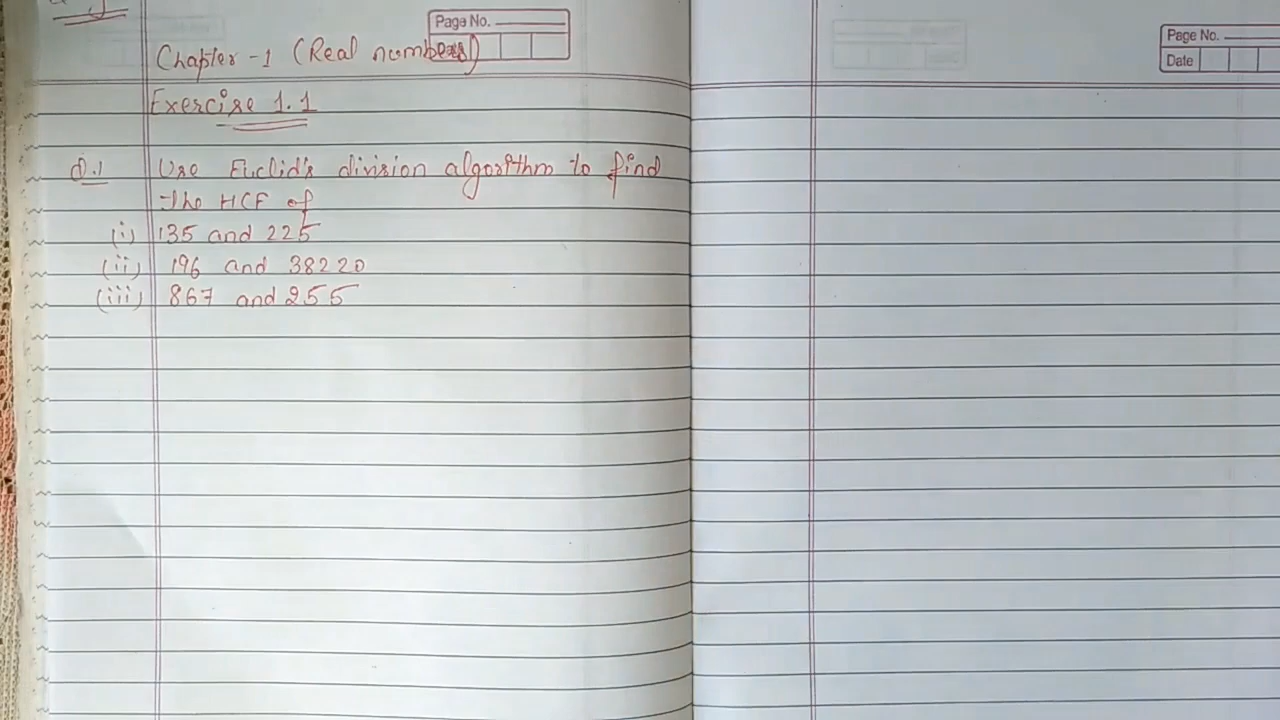 Page No.
Chapter - 1 (Real numbers)
Exercise 1.1
Q.1 Use Euclid's division algorithm to find
the HCF of
(i) 135 and 225
(ii) 196 and 38220
(iii) 867 and 255
Page No.
Date